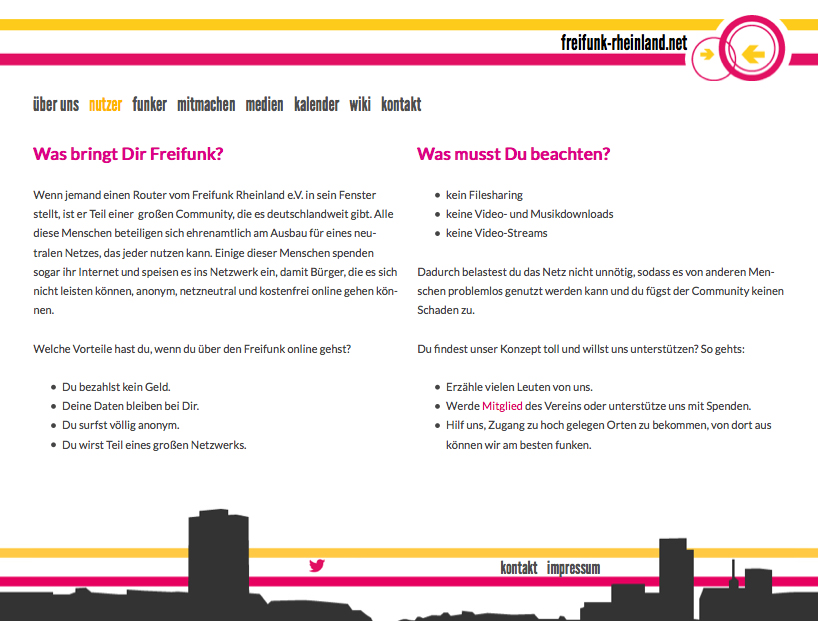 freifunk-rheinland.net
über uns nutzer funker mitmachen medien kalender wiki kontakt
Was bringt Dir Freifunk?
Wenn jemand einen Router vom Freifunk Rheinland e.V. in sein Fenster
stellt, ist er Teil einer großen Community, die es deutschlandweit gibt. Alle
diese Menschen beteiligen sich ehrenamtlich am Ausbau für eines neu-
tralen Netzes, das jeder nutzen kann. Einige dieser Menschen spenden
sogar ihr Internet und speisen es ins Netzwerk ein, damit Bürger, die es sich
nicht leisten können, anonym, netzneutral und kostenfrei online gehen kön-
nen.
Welche Vorteile hast du, wenn du über den Freifunk online gehst?
• Du bezahlst kein Geld.
• Deine Daten bleiben bei Dir.
• Du surfst völlig anonym.
• Du wirst Teil eines großen Netzwerks.
Was musst Du beachten?
• kein Filesharing
• keine Video- und Musikdownloads
• keine Video-Streams
Dadurch belastest du das Netz nicht unnötig, sodass es von anderen Men-
schen problemlos genutzt werden kann und du fügst der Community keinen
Schaden zu.
Du findest unser Konzept toll und willst uns unterstützen? So gehts:
• Erzähle vielen Leuten von uns.
• Werde Mitglied des Vereins oder unterstütze uns mit Spenden.
• Hilf uns, Zugang zu hoch gelegen Orten zu bekommen, von dort aus
können wir am besten funken.
kontakt impressum